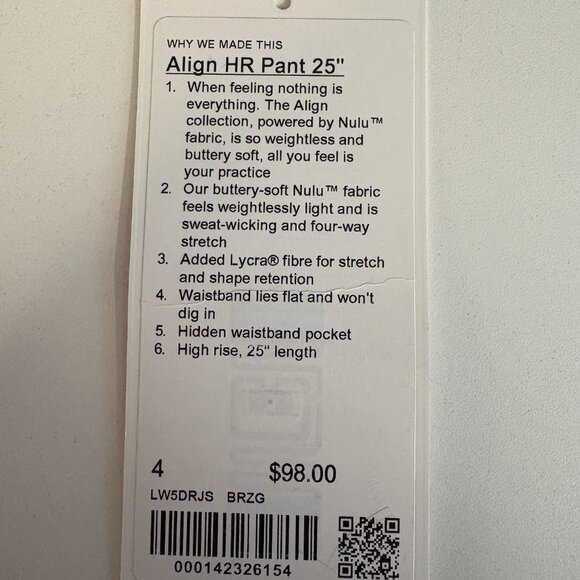 WHY WE MADE THIS
Align HR Pant 25"
1. When feeling nothing is
everything. The Align
collection, powered by Nulu™
fabric, is so weightless and
buttery soft, all you feel is
your practice
2. Our buttery-soft Nulu™ fabric
feels weightlessly light and is
sweat-wicking and four-way
stretch
3. Added Lycra® fibre for stretch
and shape retention
4. Waistband lies flat and won't
dig in
5. Hidden waistband pocket
6. High rise, 25" length
4 $98.00
LW5DRJS BRZG
000142326154